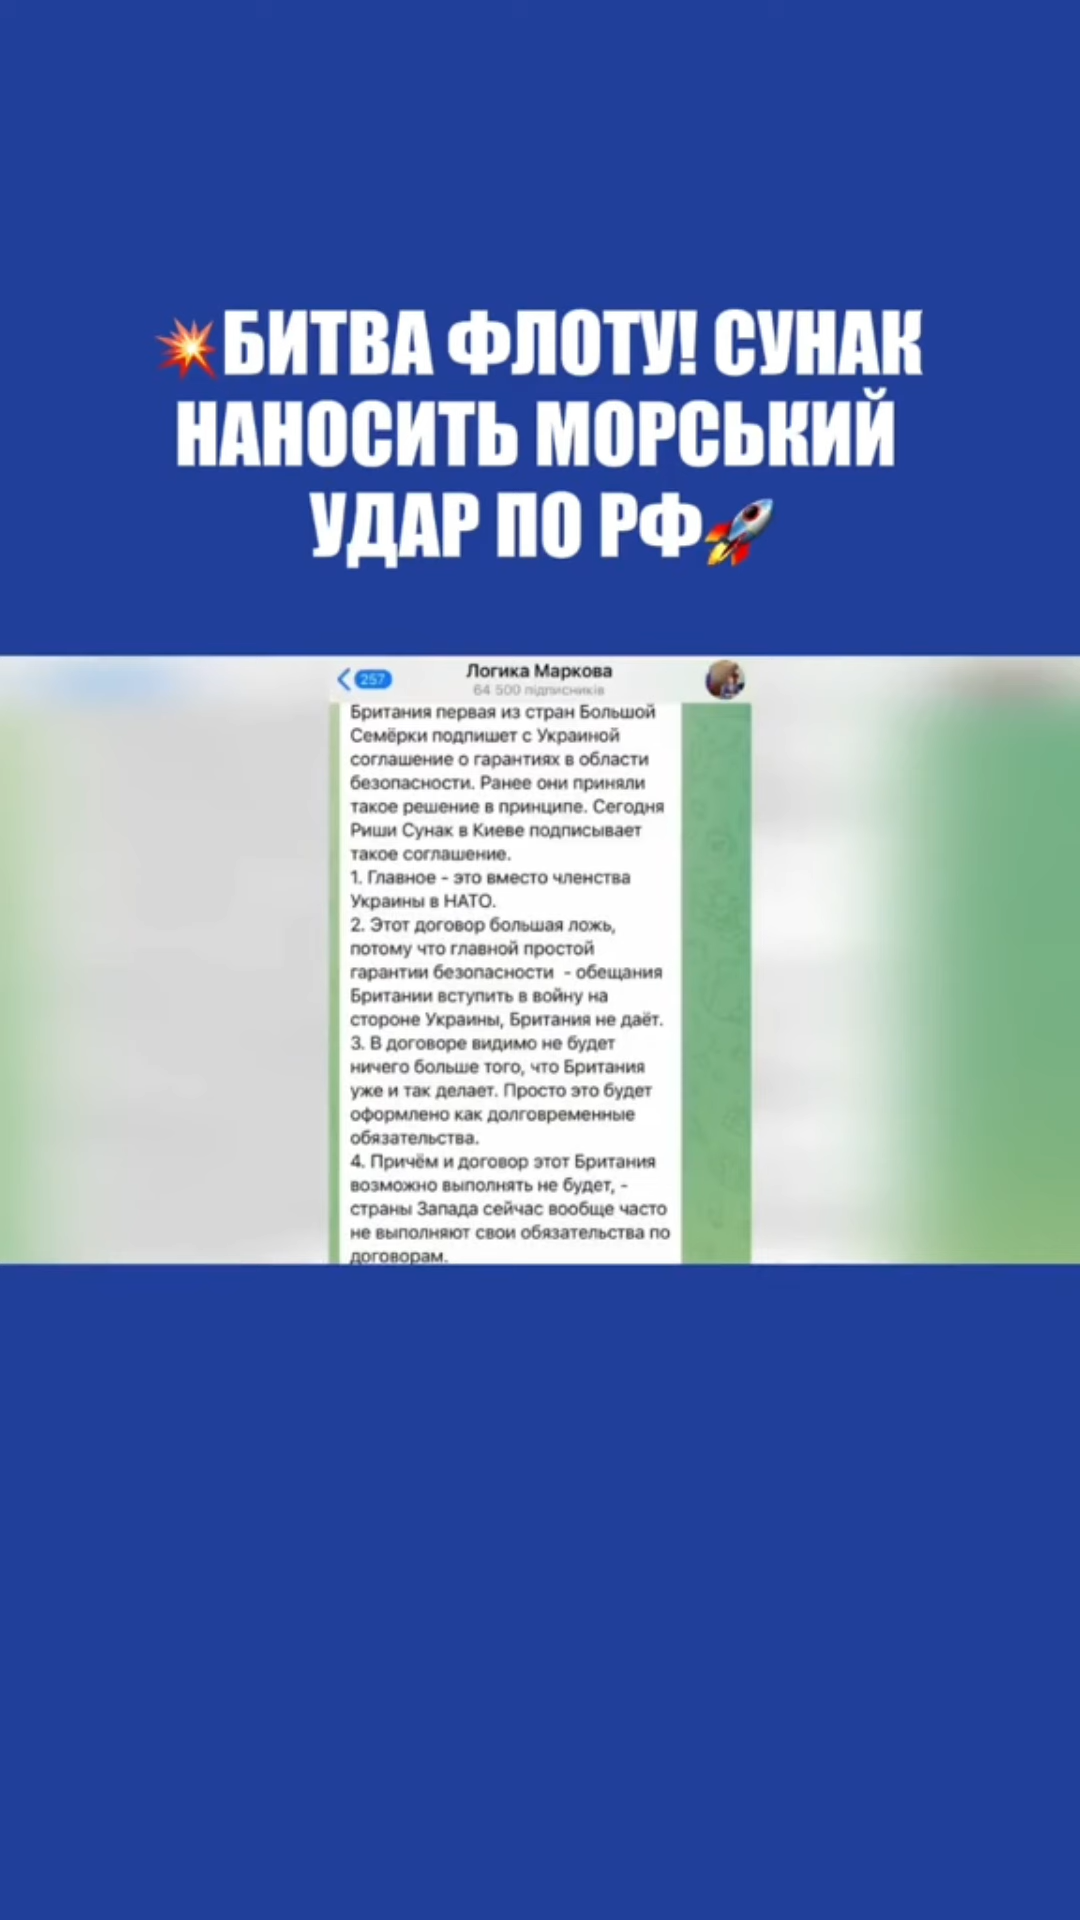 💥БИТВА ФЛОТУ! СУНАК
НАНОСИТЬ МОРСЬКИЙ
УДАР ПО РФ🚀
257
Логика Маркова
64 500 підписників
Британия первая из стран Большой
Семёрки подпишет с Украиной
соглашение о гарантиях в области
безопасности. Ранее они приняли
такое решение в принципе. Сегодня
Риши Сунак в Киеве подписывает
такое соглашение.
1. Главное - это вместо членства
Украины в НАТО.
2. Этот договор большая ложь,
потому что главной простой
гарантии безопасности - обещания
Британии вступить в войну на
стороне Украины, Британия не даёт.
3. В договоре видимо не будет
ничего больше того, что Британия
уже и так делает. Просто это будет
оформлено как долговременные
обязательства.
4. Причём и договор этот Британия
возможно выполнять не будет, -
страны Запада сейчас вообще часто
не выполняют свои обязательства по
договорам.